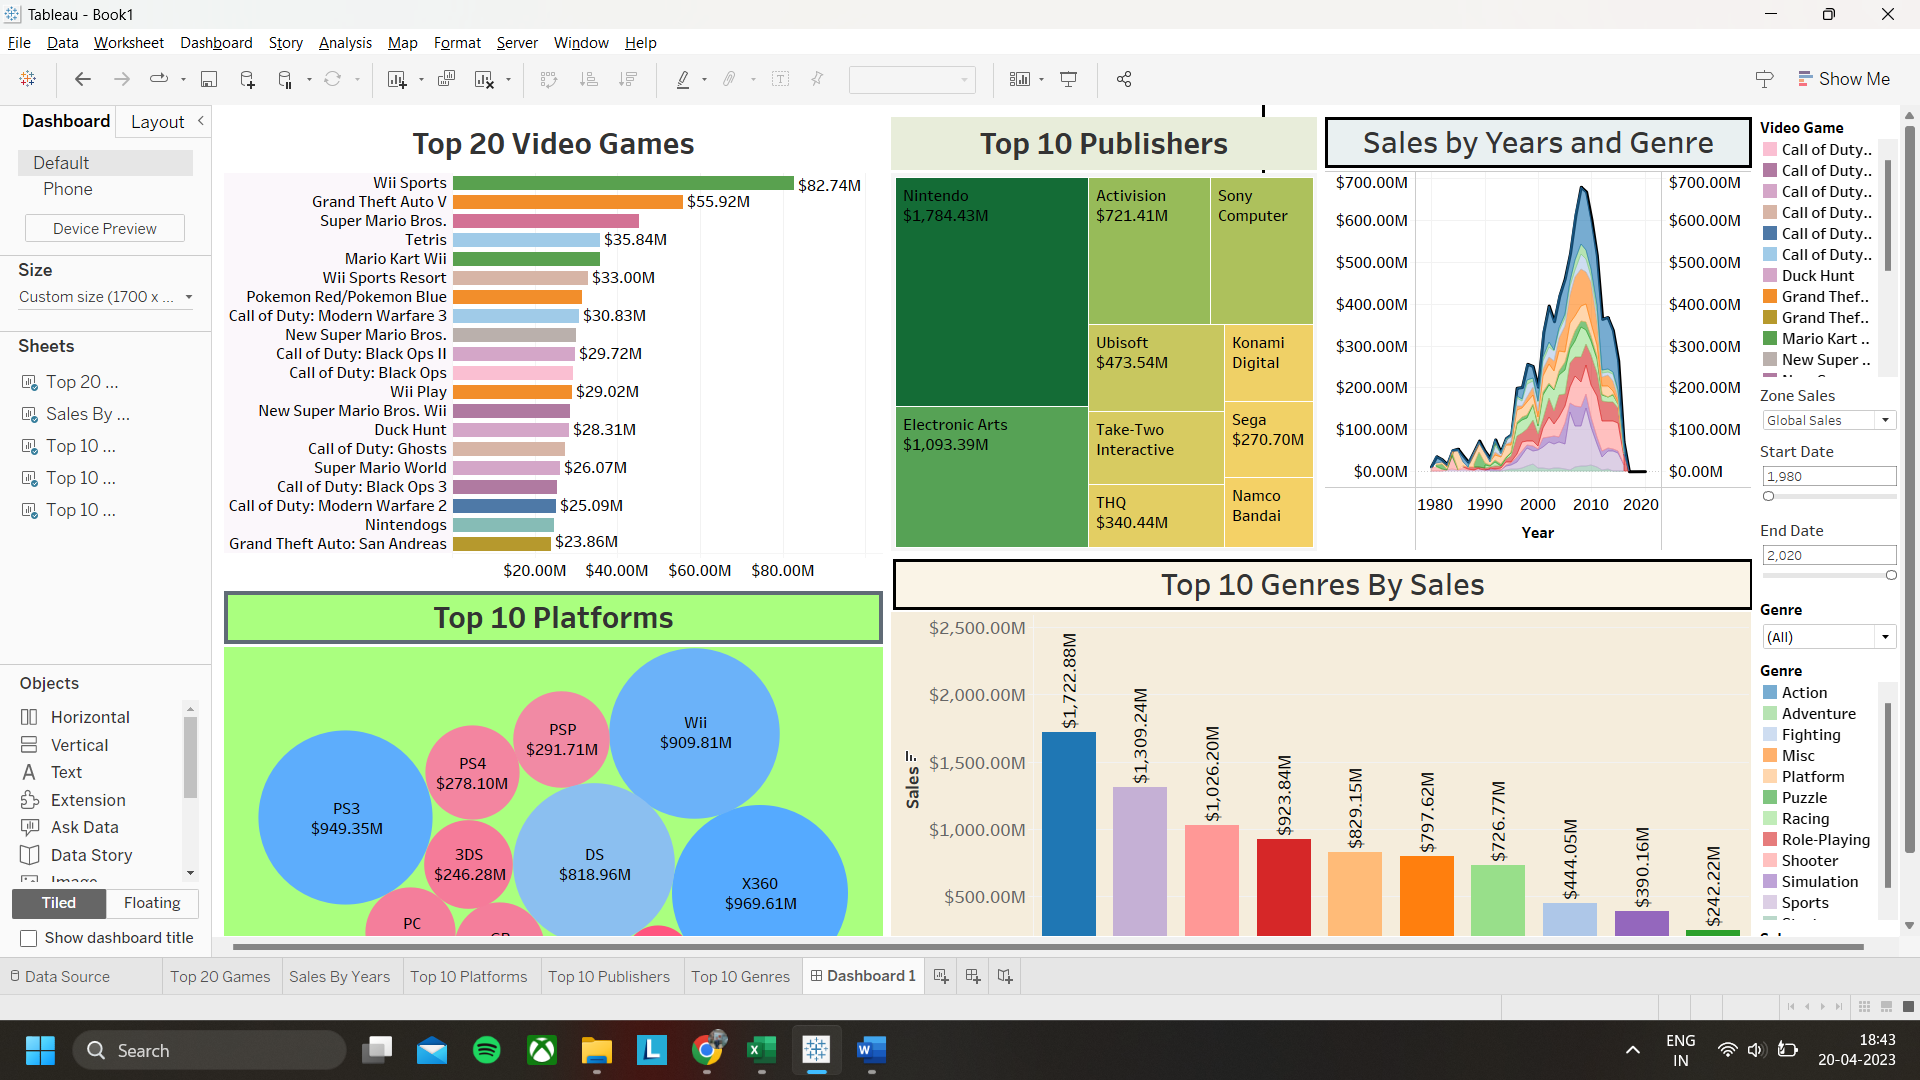 Tableau - Book1
File Data Worksheet Dashboard Story Analysis Map Format Server Window Help
Show Me
Dashboard Layout
Default
Phone
Device Preview
Size
Custom size (1700 x ...
Sheets
Top 20 ...
Sales By ...
Top 10 ...
Top 10 ...
Top 10 ...
Objects
Horizontal
Vertical
Text
Extension
Ask Data
Data Story
Tiled Floating
Show dashboard title
Top 20 Video Games
Wii Sports $82.74M
Grand Theft Auto V $55.92M
Super Mario Bros.
Tetris $35.84M
Mario Kart Wii
Wii Sports Resort $33.00M
Pokemon Red/Pokemon Blue
Call of Duty: Modern Warfare 3 $30.83M
New Super Mario Bros.
Call of Duty: Black Ops II $29.72M
Call of Duty: Black Ops
Wii Play $29.02M
New Super Mario Bros. Wii
Duck Hunt $28.31M
Call of Duty: Ghosts
Super Mario World $26.07M
Call of Duty: Black Ops 3
Call of Duty: Modern Warfare 2 $25.09M
Nintendogs
Grand Theft Auto: San Andreas $23.86M
$20.00M $40.00M $60.00M $80.00M
Top 10 Publishers
Nintendo
$1,784.43M
Electronic Arts
$1,093.39M
Activision
$721.41M
Sony
Computer
Ubisoft
$473.54M
Konami
Digital
Take-Two
Interactive
Sega
$270.70M
THQ
$340.44M
Namco
Bandai
Sales by Years and Genre
$700.00M $700.00M
$600.00M $600.00M
$500.00M $500.00M
$400.00M $400.00M
$300.00M $300.00M
$200.00M $200.00M
$100.00M $100.00M
$0.00M $0.00M
1980 1990 2000 2010 2020
Year
Top 10 Platforms
PS3
$949.35M
PS4
$278.10M
PSP
$291.71M
Wii
$909.81M
3DS
$246.28M
DS
$818.96M
X360
$969.61M
PC
Top 10 Genres By Sales
Sales
$2,500.00M
$2,000.00M
$1,500.00M
$1,000.00M
$500.00M
$1,722.88M
$1,309.24M
$1,026.20M
$923.84M
$829.15M
$797.62M
$726.77M
$444.05M
$390.16M
$242.22M
Video Game
Call of Duty..
Call of Duty..
Call of Duty..
Call of Duty..
Call of Duty..
Call of Duty..
Duck Hunt
Grand Thef..
Grand Thef..
Mario Kart ..
New Super ..
Zone Sales
Global Sales
Start Date
1,980
End Date
2,020
Genre
(All)
Genre
Action
Adventure
Fighting
Misc
Platform
Puzzle
Racing
Role-Playing
Shooter
Simulation
Sports
Data Source Top 20 Games Sales By Years Top 10 Platforms Top 10 Publishers Top 10 Genres Dashboard 1
Search
ENG
IN
18:43
20-04-2023